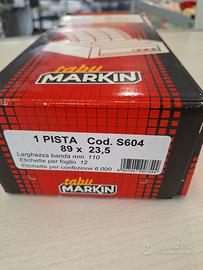 tabu
MARKIN
1 PISTA Cod. S604
89 x 23,5
Larghezza banda mm. 110
Etichette per foglio 12
Etichette per confezione 6.000
tabu
MARKIN